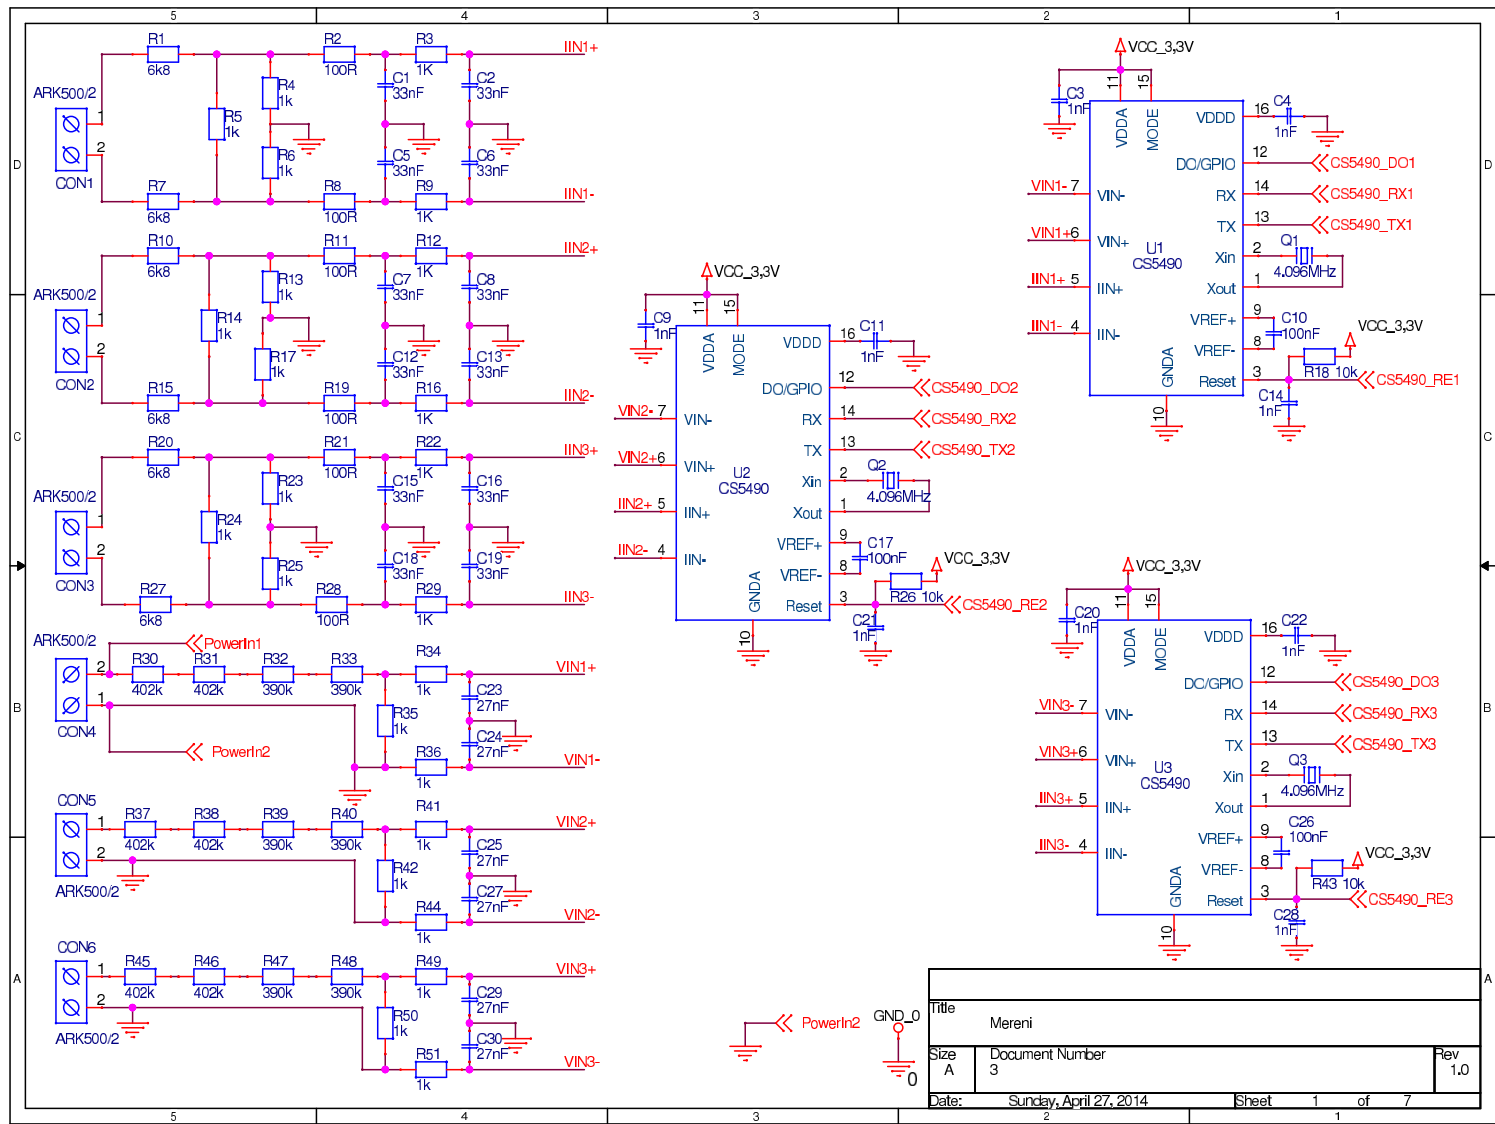 5 4 3 2 1
D
C
B
A
R1
6k8
R2
100R
R3
1K
IIN1+
ARK500/2
1
2
CON1
R5
1k
R4
1k
R6
1k
C1
33nF
C2
33nF
C5
33nF
C6
33nF
R7
6k8
R8
100R
R9
1K
IIN1-
R10
6k8
R11
100R
R12
1K
IIN2+
ARK500/2
1
2
CON2
R14
1k
R13
1k
R17
1k
C7
33nF
C8
33nF
C12
33nF
C13
33nF
R15
6k8
R19
100R
R16
1K
IIN2-
R20
6k8
R21
100R
R22
1K
IIN3+
ARK500/2
1
2
CON3
R24
1k
R23
1k
R25
1k
C15
33nF
C16
33nF
C18
33nF
C19
33nF
R27
6k8
R28
100R
R29
1K
IIN3-
ARK500/2
2
1
CON4
PowerIn1
PowerIn2
R30
402k
R31
402k
R32
390k
R33
390k
R34
1k
VIN1+
R35
1k
C23
27nF
C24
27nF
R36
1k
VIN1-
CON5
1
2
ARK500/2
R37
402k
R38
402k
R39
390k
R40
390k
R41
1k
VIN2+
R42
1k
C25
27nF
C27
27nF
R44
1k
VIN2-
CON6
1
2
ARK500/2
R45
402k
R46
402k
R47
390k
R48
390k
R49
1k
VIN3+
R50
1k
C29
27nF
C30
27nF
R51
1k
VIN3-
VCC_3,3V
C9
1nF
11
15
VDDA
MODE
VDDD
16
C11
1nF
DO/GPIO
12
CS5490_DO2
VIN2- 7
VIN-
RX
14
CS5490_RX2
TX
13
CS5490_TX2
VIN2+ 6
VIN+
U2
CS5490
Xin
2
Q2
4.096MHz
IIN2+ 5
IIN+
Xout
1
IIN2- 4
IIN-
VREF+
9
C17
100nF
VREF-
8
GNDA
10
Reset
3
VCC_3,3V
R26 10k
CS5490_RE2
C21
1nF
VCC_3,3V
C3
1nF
11
15
VDDA
MODE
VDDD
16
C4
1nF
DO/GPIO
12
CS5490_DO1
VIN1- 7
VIN-
RX
14
CS5490_RX1
TX
13
CS5490_TX1
VIN1+ 6
VIN+
U1
CS5490
Xin
2
Q1
4.096MHz
IIN1+ 5
IIN+
Xout
1
IIN1- 4
IIN-
VREF+
9
C10
100nF
VREF-
8
GNDA
10
Reset
3
VCC_3,3V
R18 10k
CS5490_RE1
C14
1nF
VCC_3,3V
C20
1nF
11
15
VDDA
MODE
VDDD
16
C22
1nF
DO/GPIO
12
CS5490_DO3
VIN3- 7
VIN-
RX
14
CS5490_RX3
TX
13
CS5490_TX3
VIN3+ 6
VIN+
U3
CS5490
Xin
2
Q3
4.096MHz
IIN3+ 5
IIN+
Xout
1
IIN3- 4
IIN-
VREF+
9
C26
100nF
VREF-
8
GNDA
10
Reset
3
VCC_3,3V
R43 10k
CS5490_RE3
C28
1nF
PowerIn2
GND_0
0
Title
Mereni
Size
A
Document Number
3
Rev
1.0
Date: Sunday, April 27, 2014 Sheet 1 of 7
D
C
B
A
5 4 3 2 1